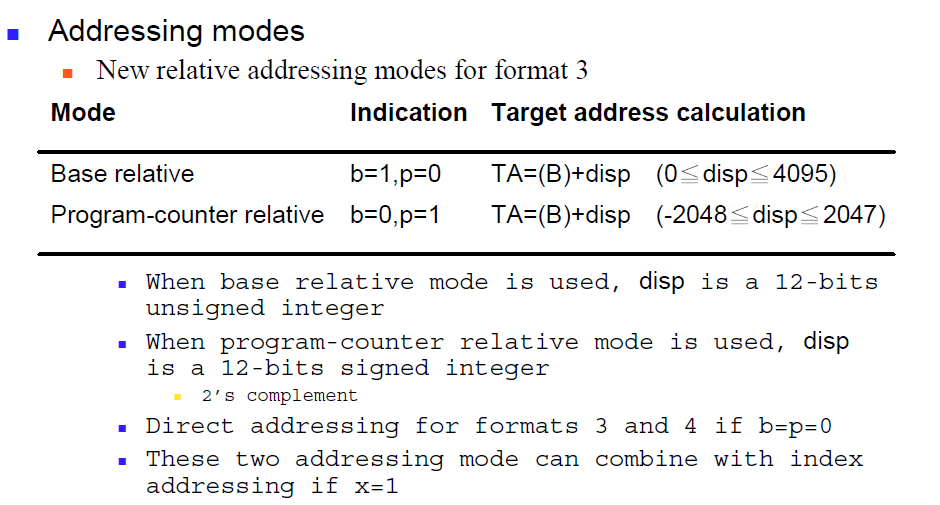 Addressing modes
New relative addressing modes for format 3
Mode Indication Target address calculation
Base relative b=1,p=0 TA=(B)+disp (0≦disp≦4095)
Program-counter relative b=0,p=1 TA=(B)+disp (-2048≦disp≦2047)
When base relative mode is used, disp is a 12-bits
unsigned integer
When program-counter relative mode is used, disp
is a 12-bits signed integer
2’s complement
Direct addressing for formats 3 and 4 if b=p=0
These two addressing mode can combine with index
addressing if x=1